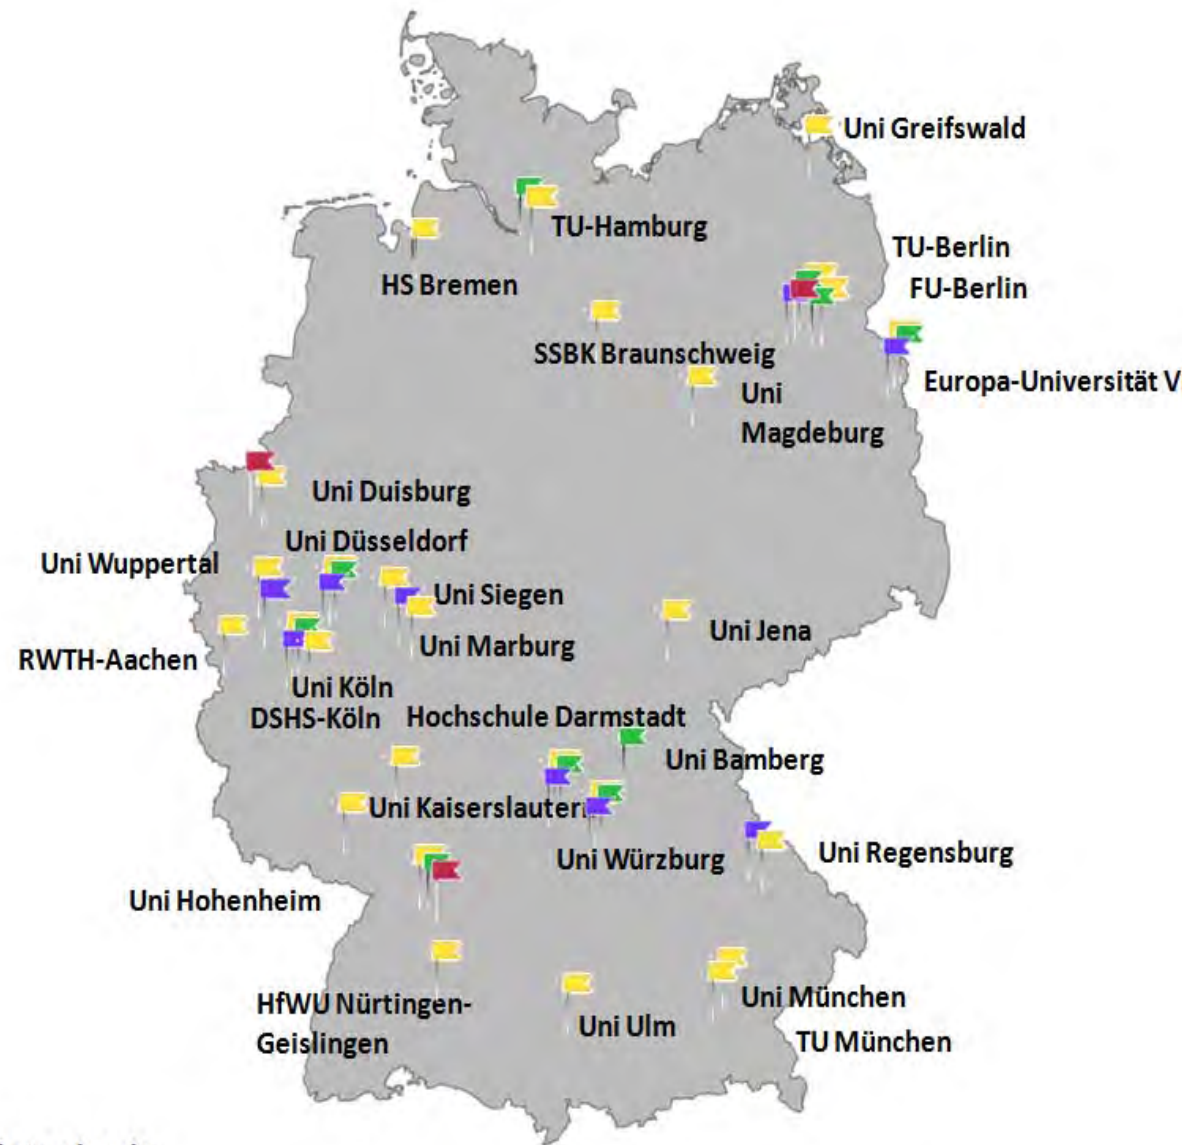 Uni Greifswald
TU-Hamburg
TU-Berlin
HS Bremen
FU-Berlin
SSBK Braunschweig
Europa-Universität V
Uni
Magdeburg
Uni Duisburg
Uni Düsseldorf
Uni Wuppertal
Uni Siegen
Uni Jena
Uni Marburg
RWTH-Aachen
Uni Köln
DSHS-Köln
Hochschule Darmstadt
Uni Bamberg
Uni Kaiserslautern
Uni Würzburg
Uni Regensburg
Uni Hohenheim
HfWU Nürtingen-
Geislingen
Uni München
Uni Ulm
TU München